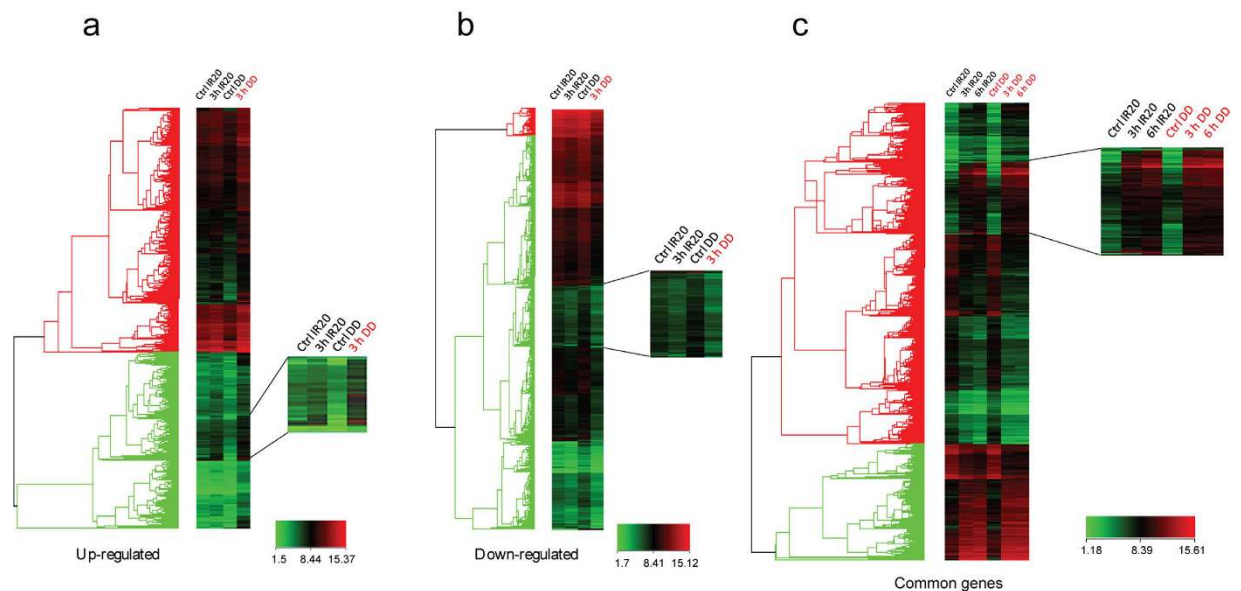 a
Ctrl IR20
3h IR20
Ctrl DD
3 h DD
Ctrl IR20
3h IR20
Ctrl DD
3 h DD
1.5 8.44 15.37
Up-regulated
b
Ctrl IR20
3h IR20
Ctrl DD
3 h DD
Ctrl IR20
3h IR20
Ctrl DD
3 h DD
1.7 8.41 15.12
Down-regulated
c
Ctrl IR20
3h IR20
6h IR20
Ctrl DD
3 h DD
6 h DD
Ctrl IR20
3h IR20
6h IR20
Ctrl DD
3 h DD
6 h DD
1.18 8.39 15.61
Common genes